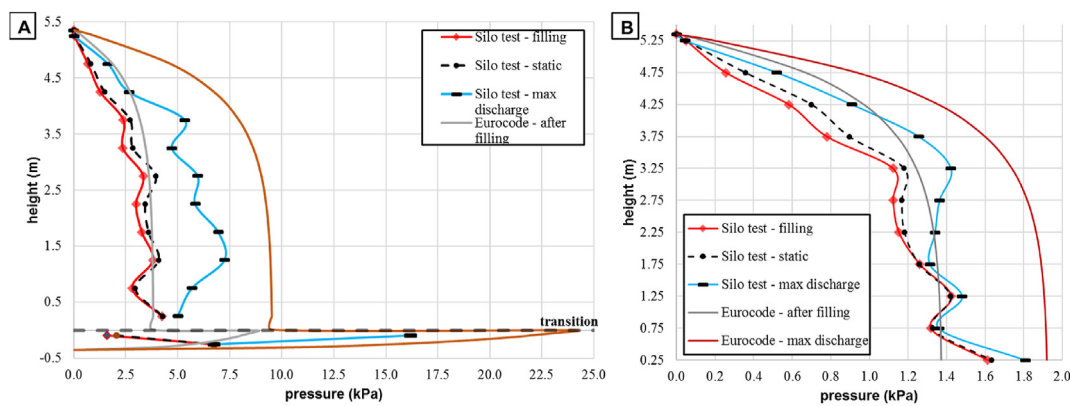 A
5.5
4.5
3.5
2.5
1.5
0.5
-0.5
height (m)
Silo test - filling
Silo test - static
Silo test - max
discharge
Eurocode - after
filling
transition
0.0 2.5 5.0 7.5 10.0 12.5 15.0 17.5 20.0 22.5 25.0
pressure (kPa)
B
5.25
4.75
4.25
3.75
3.25
2.75
2.25
1.75
1.25
0.75
0.25
height (m)
Silo test - filling
Silo test - static
Silo test - max discharge
Eurocode - after filling
Eurocode - max discharge
0.0 0.2 0.4 0.6 0.8 1.0 1.2 1.4 1.6 1.8 2.0
pressure (kPa)